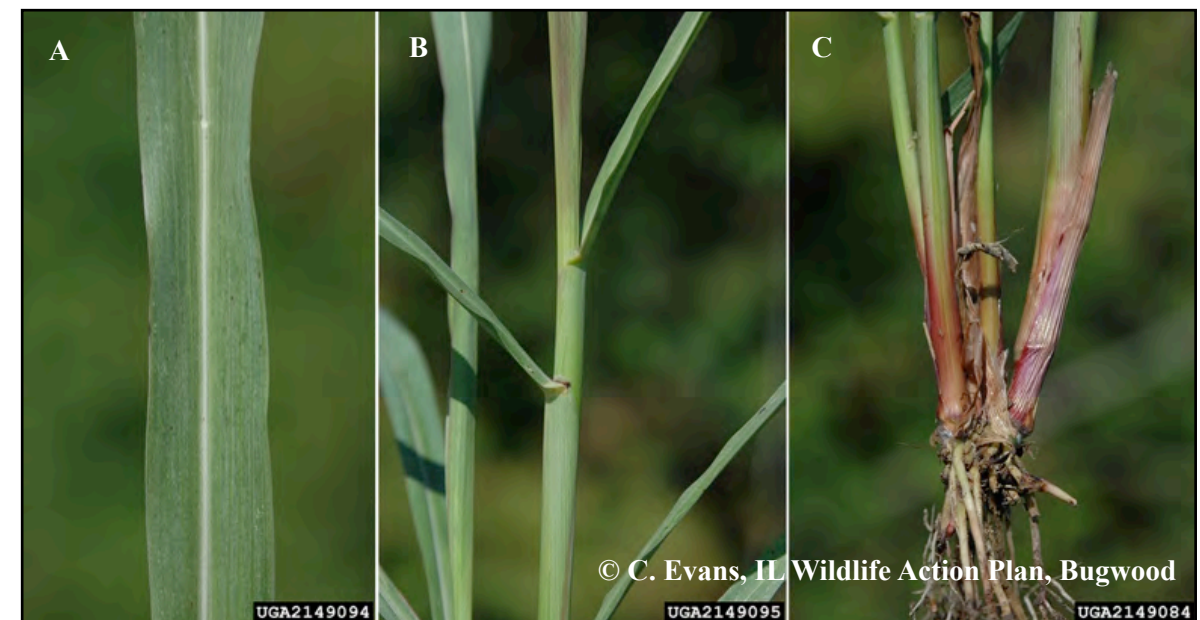 A
B
C
© C. Evans, IL Wildlife Action Plan, Bugwood
UGA2149094
UGA2149095
UGA2149084